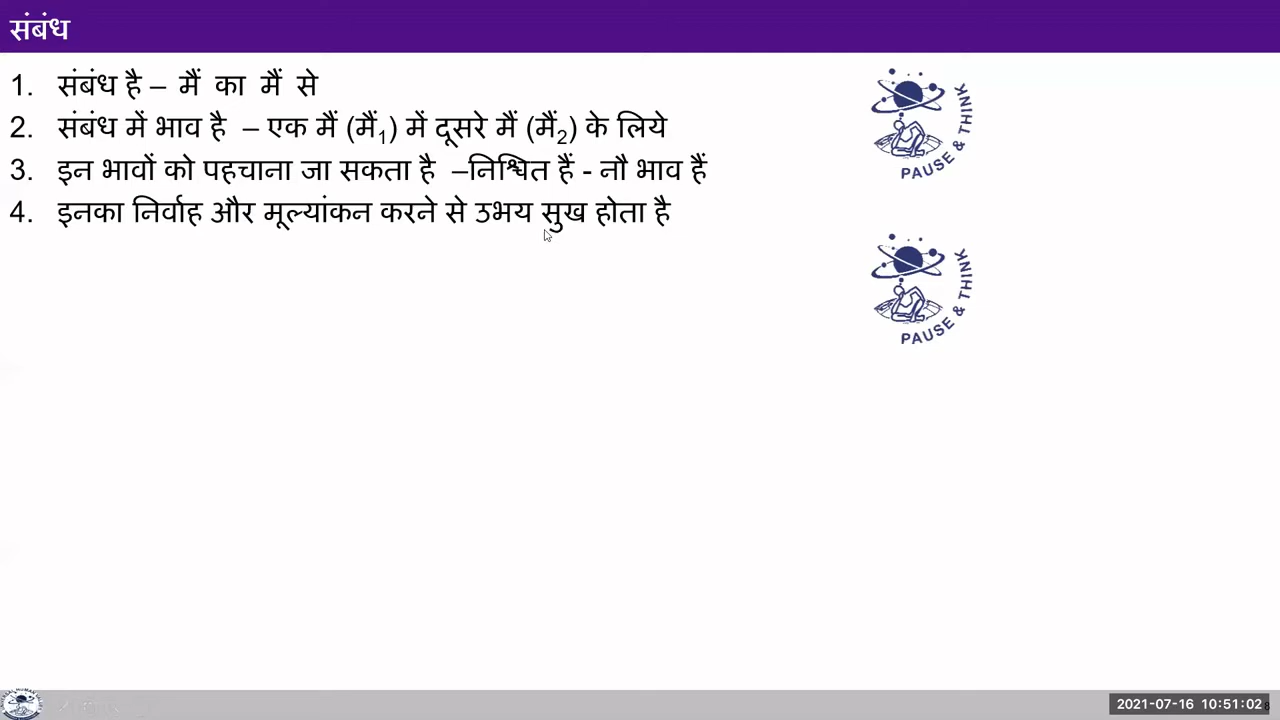 संबंध
1. संबंध है – मैं का मैं से
2. संबंध में भाव है – एक मैं (मैं1) में दूसरे मैं (मैं2) के लिये
3. इन भावों को पहचाना जा सकता है –निश्चित हैं - नौ भाव हैं
4. इनका निर्वाह और मूल्यांकन करने से उभय सुख होता है
PAUSE & THINK
PAUSE & THINK
2021-07-16 10:51:02
8